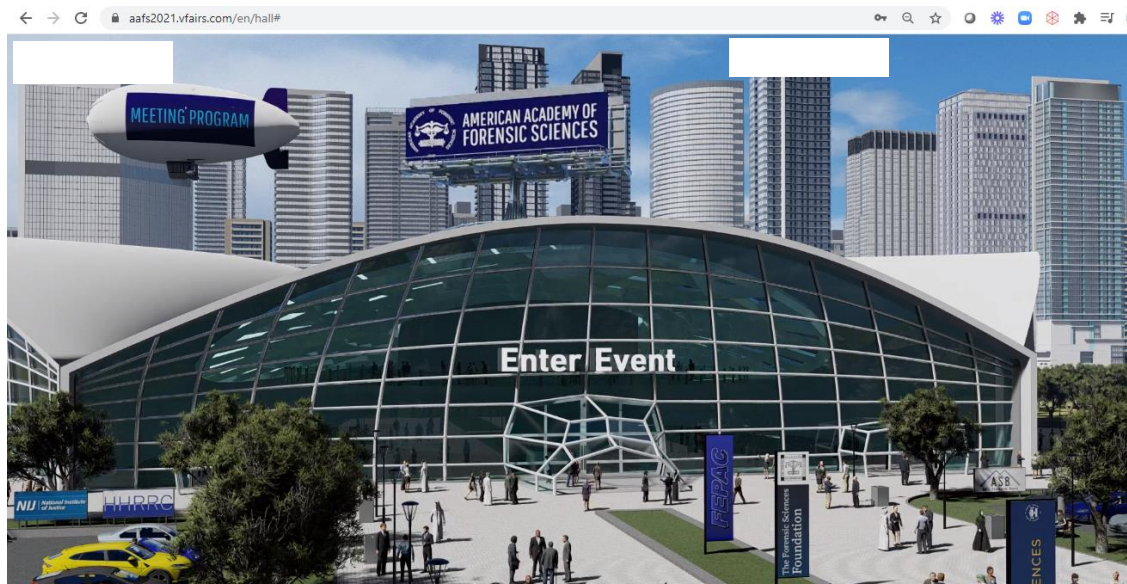 aafs2021.vfairs.com/en/hall#
MEETING PROGRAM
AMERICAN ACADEMY OF
FORENSIC SCIENCES
Enter Event
NIJ National Institute
of Justice
HHRRC
FEPAC
The Forensic Sciences
Foundation
ASB
ENCES